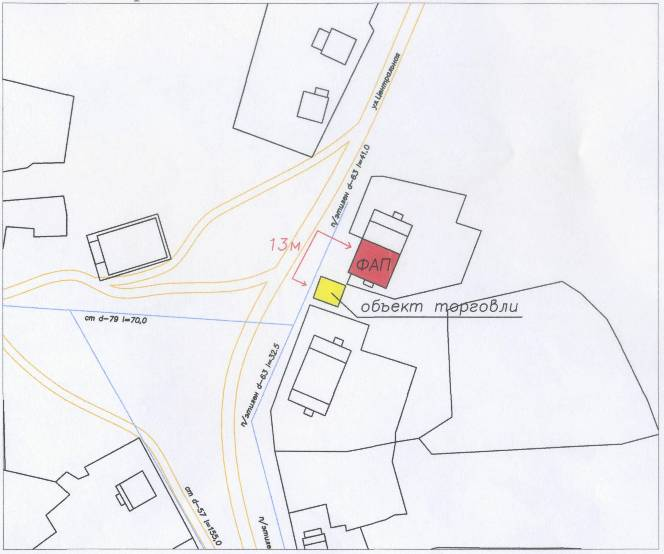 ул Центральная
п/этилен d-63 l=41,0
13м
ФАП
объект торговли
ст d-79 l=70,0
п/этилен d-63 l=32,5
ст d-57 l=155,0
п/этилен